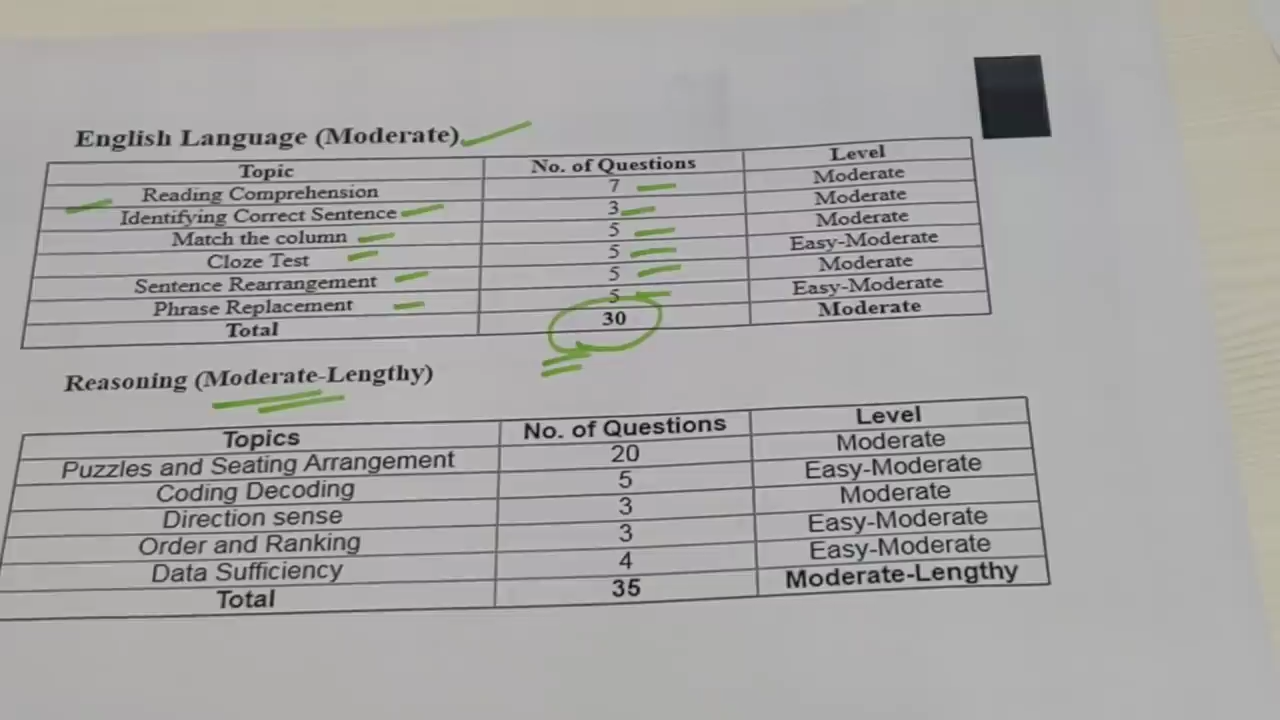 English Language (Moderate)
Topic No. of Questions Level
Reading Comprehension 7 Moderate
Identifying Correct Sentence 3 Moderate
Match the column 5 Moderate
Cloze Test 5 Easy-Moderate
Sentence Rearrangement 5 Moderate
Phrase Replacement 5 Easy-Moderate
Total 30 Moderate
Reasoning (Moderate-Lengthy)
Topics No. of Questions Level
Puzzles and Seating Arrangement 20 Moderate
Coding Decoding 5 Easy-Moderate
Direction sense 3 Moderate
Order and Ranking 3 Easy-Moderate
Data Sufficiency 4 Easy-Moderate
Total 35 Moderate-Lengthy